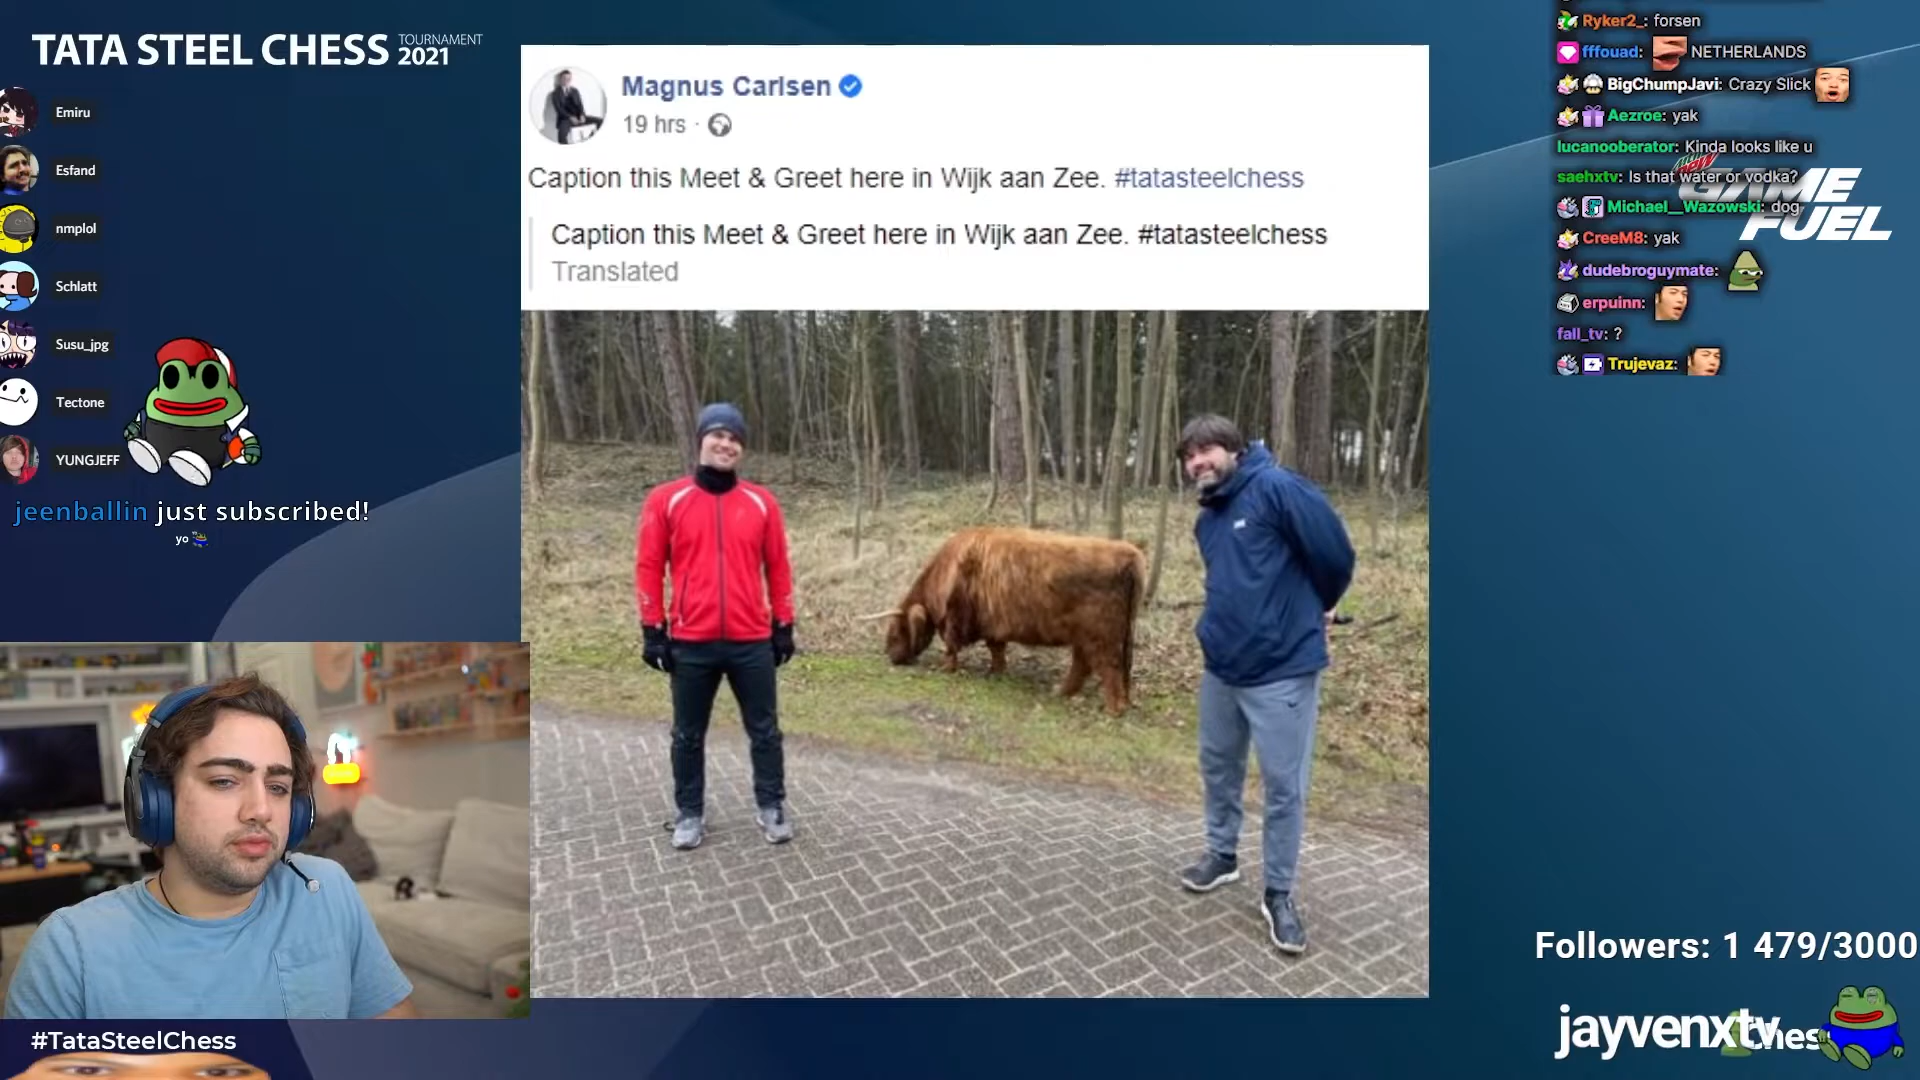 TATA STEEL CHESS TOURNAMENT 2021
Emiru
Esfand
nmplol
Schlatt
Susu_jpg
Tectone
YUNGJEFF
jeenballin just subscribed!
yo
Magnus Carlsen
19 hrs ·
Caption this Meet & Greet here in Wijk aan Zee. #tatasteelchess
Caption this Meet & Greet here in Wijk aan Zee. #tatasteelchess
Translated
Ryker2_: forsen
fffouad: NETHERLANDS
BigChumpJavi: Crazy Slick
Aezroe: yak
lucanooberator: Kinda looks like u
saehxtv: Is that water or vodka?
Michael__Wazowski: dog
CreeM8: yak
dudebroguymate:
erpuinn:
fall_tv: ?
Trujevaz:
GAME
FUEL
#TataSteelChess
Followers: 1 479/3000
jayvenxtv